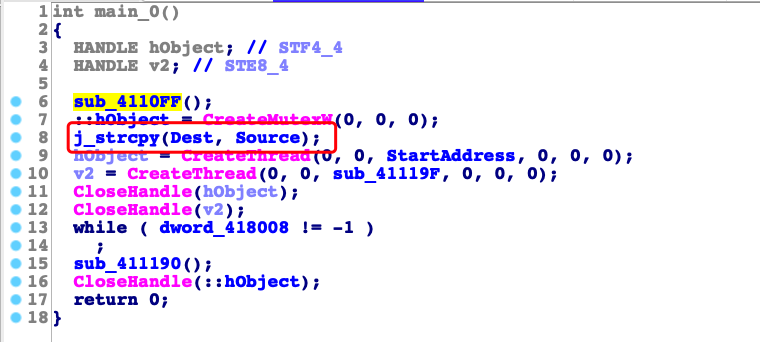 1 int main_0()
2 {
3 HANDLE hObject; // STF4_4
4 HANDLE v2; // STE8_4
5
6 sub_4110FF();
7 ::hObject = CreateMutexW(0, 0, 0);
8 j_strcpy(Dest, Source);
9 hObject = CreateThread(0, 0, StartAddress, 0, 0, 0);
10 v2 = CreateThread(0, 0, sub_41119F, 0, 0, 0);
11 CloseHandle(hObject);
12 CloseHandle(v2);
13 while ( dword_418008 != -1 )
14 ;
15 sub_411190();
16 CloseHandle(::hObject);
17 return 0;
18 }